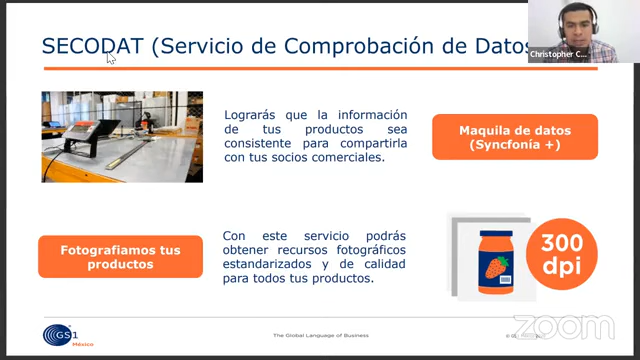 SECODAT (Servicio de Comprobación de Datos
Christopher C...
Lograrás que la información
de tus productos sea
consistente para compartirla
con tus socios comerciales.
Maquila de datos
(Syncfonía +)
Fotografiamos tus
productos
Con este servicio podrás
obtener recursos fotográficos
estandarizados y de calidad
para todos tus productos.
300
dpi
GS1
México
The Global Language of Business
zoom